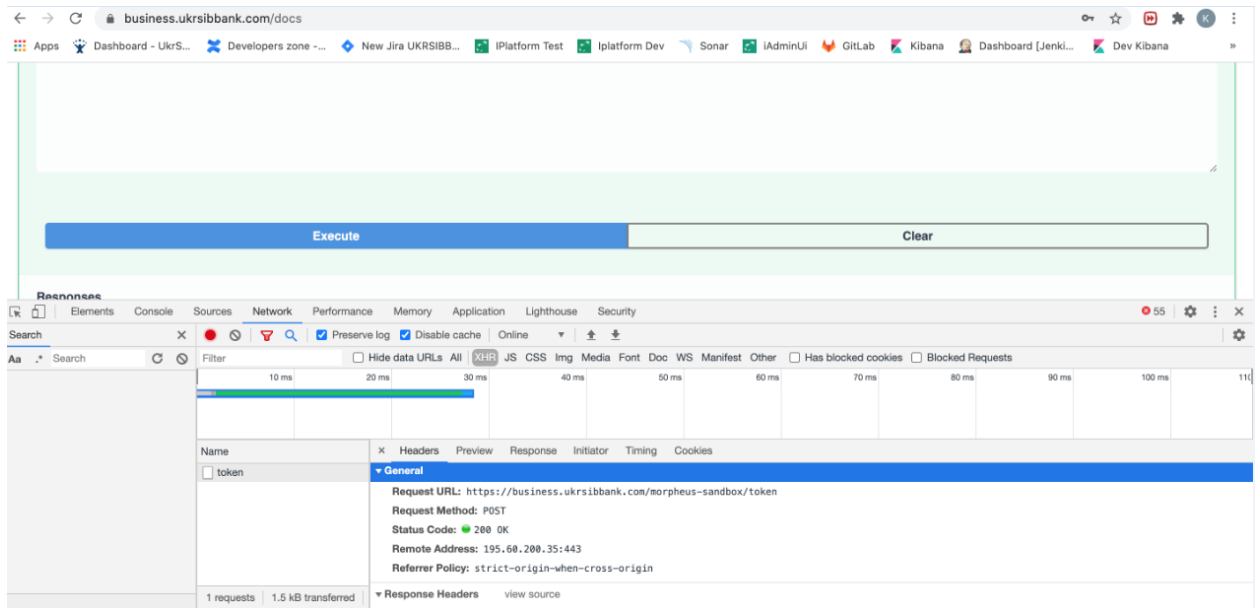 business.ukrsibbank.com/docs
K
Apps Dashboard - UkrS... Developers zone -... New Jira UKRSIBB... IPlatform Test Iplatform Dev Sonar iAdminUi GitLab Kibana Dashboard [Jenki... Dev Kibana »
Execute Clear
Responses
Elements Console Sources Network Performance Memory Application Lighthouse Security 55
Search Preserve log Disable cache Online
Aa .* Search Filter Hide data URLs All XHR JS CSS Img Media Font Doc WS Manifest Other Has blocked cookies Blocked Requests
10 ms 20 ms 30 ms 40 ms 50 ms 60 ms 70 ms 80 ms 90 ms 100 ms 110
Name Headers Preview Response Initiator Timing Cookies
token General
Request URL: https://business.ukrsibbank.com/morpheus-sandbox/token
Request Method: POST
Status Code: 200 OK
Remote Address: 195.60.200.35:443
Referrer Policy: strict-origin-when-cross-origin
1 requests 1.5 kB transferred Response Headers view source